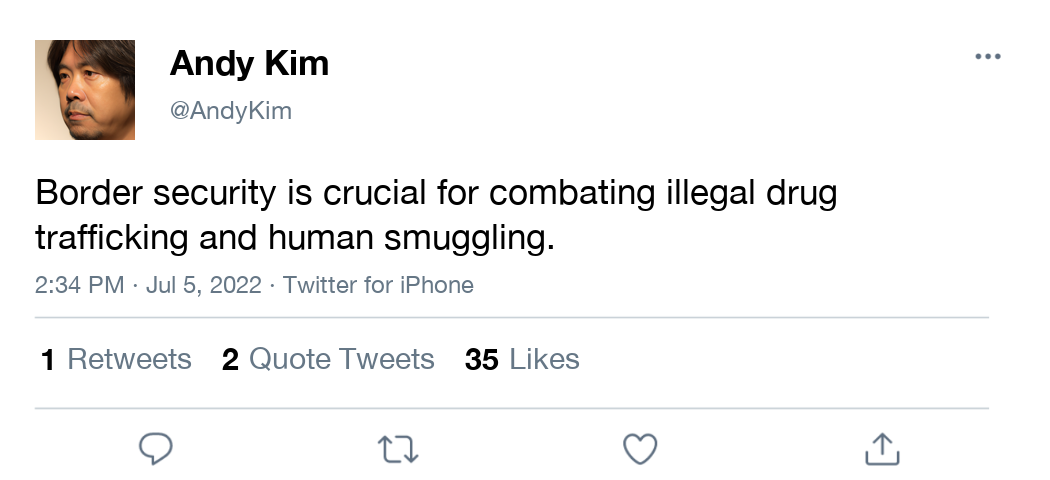 Andy Kim
@AndyKim
Border security is crucial for combating illegal drug
trafficking and human smuggling.
2:34 PM · Jul 5, 2022 · Twitter for iPhone
1 Retweets 2 Quote Tweets 35 Likes